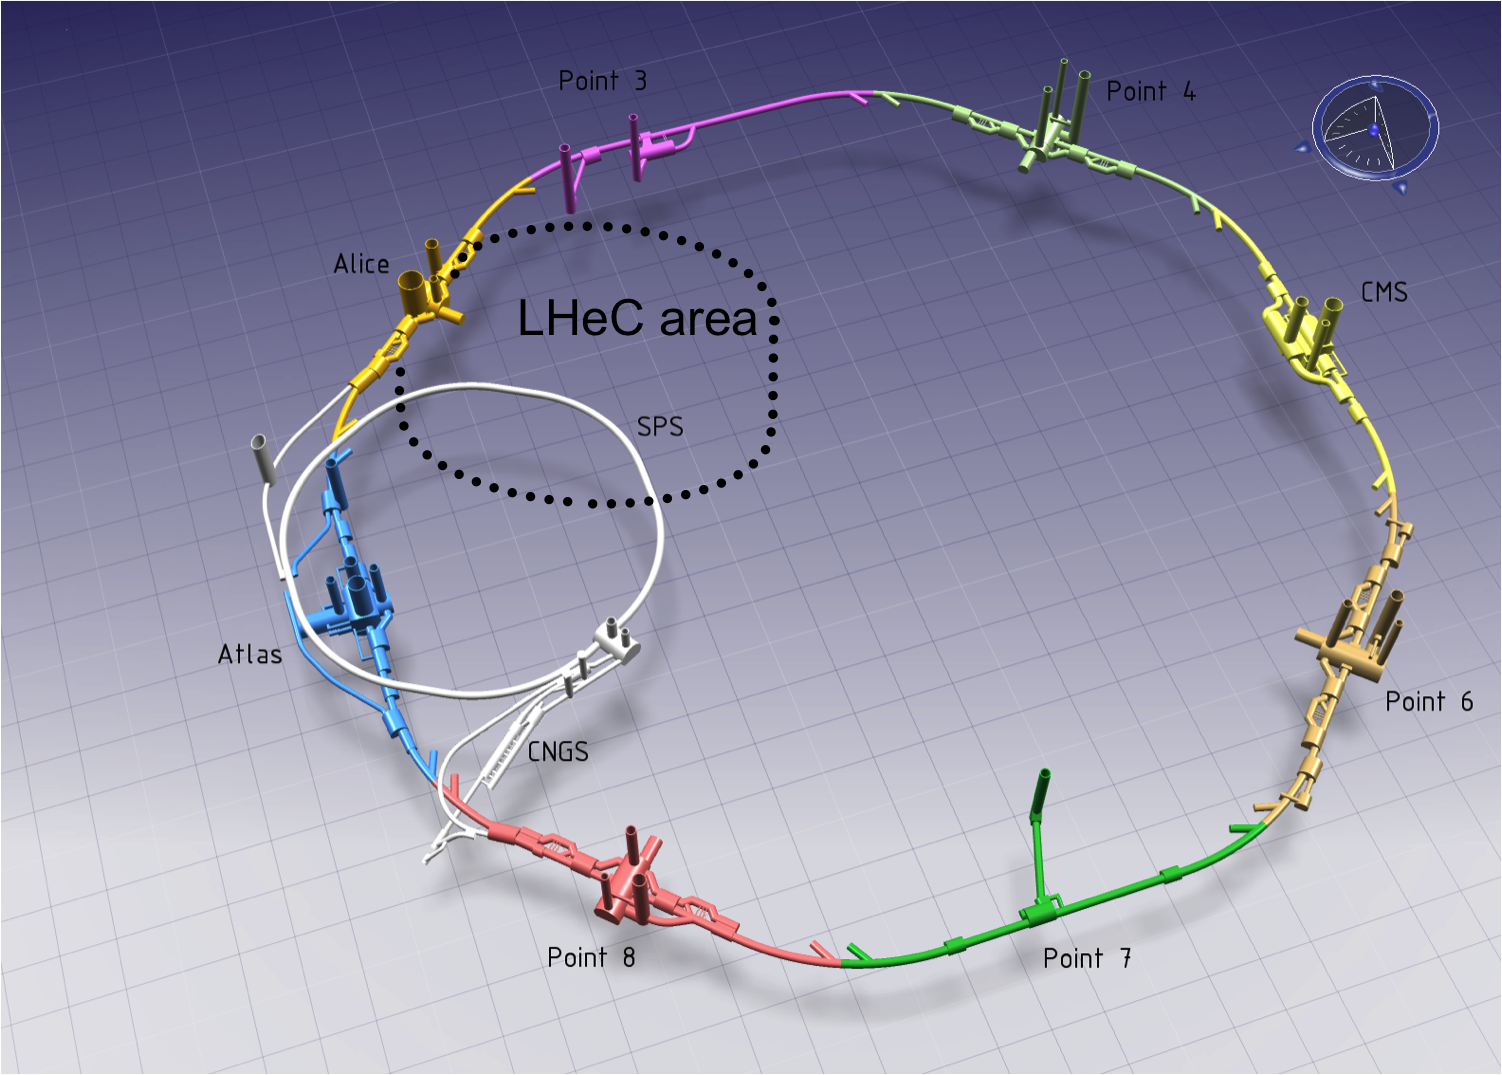 Point 3
Point 4
Alice
CMS
LHeC area
SPS
Atlas
Point 6
CNGS
Point 8
Point 7